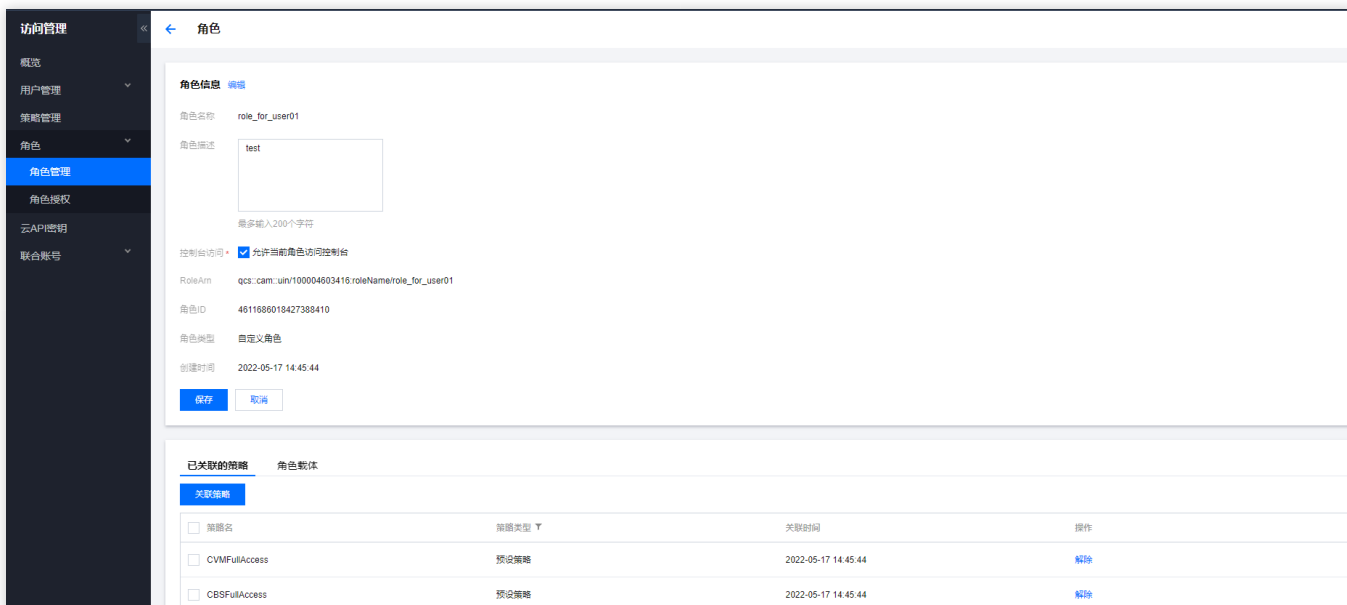 访问管理
«
角色
概览
用户管理
策略管理
角色
角色管理
角色授权
云API密钥
联合账号
角色信息 编辑
角色名称 role_for_user01
角色描述 test
最多输入200个字符
控制台访问 * 允许当前角色访问控制台
RoleArn qcs::cam::uin/100004603416:roleName/role_for_user01
角色ID 4611686018427388410
角色类型 自定义角色
创建时间 2022-05-17 14:45:44
保存 取消
已关联的策略 角色载体
关联策略
策略名 策略类型 关联时间 操作
CVMFullAccess 预设策略 2022-05-17 14:45:44 解除
CBSFullAccess 预设策略 2022-05-17 14:45:44 解除